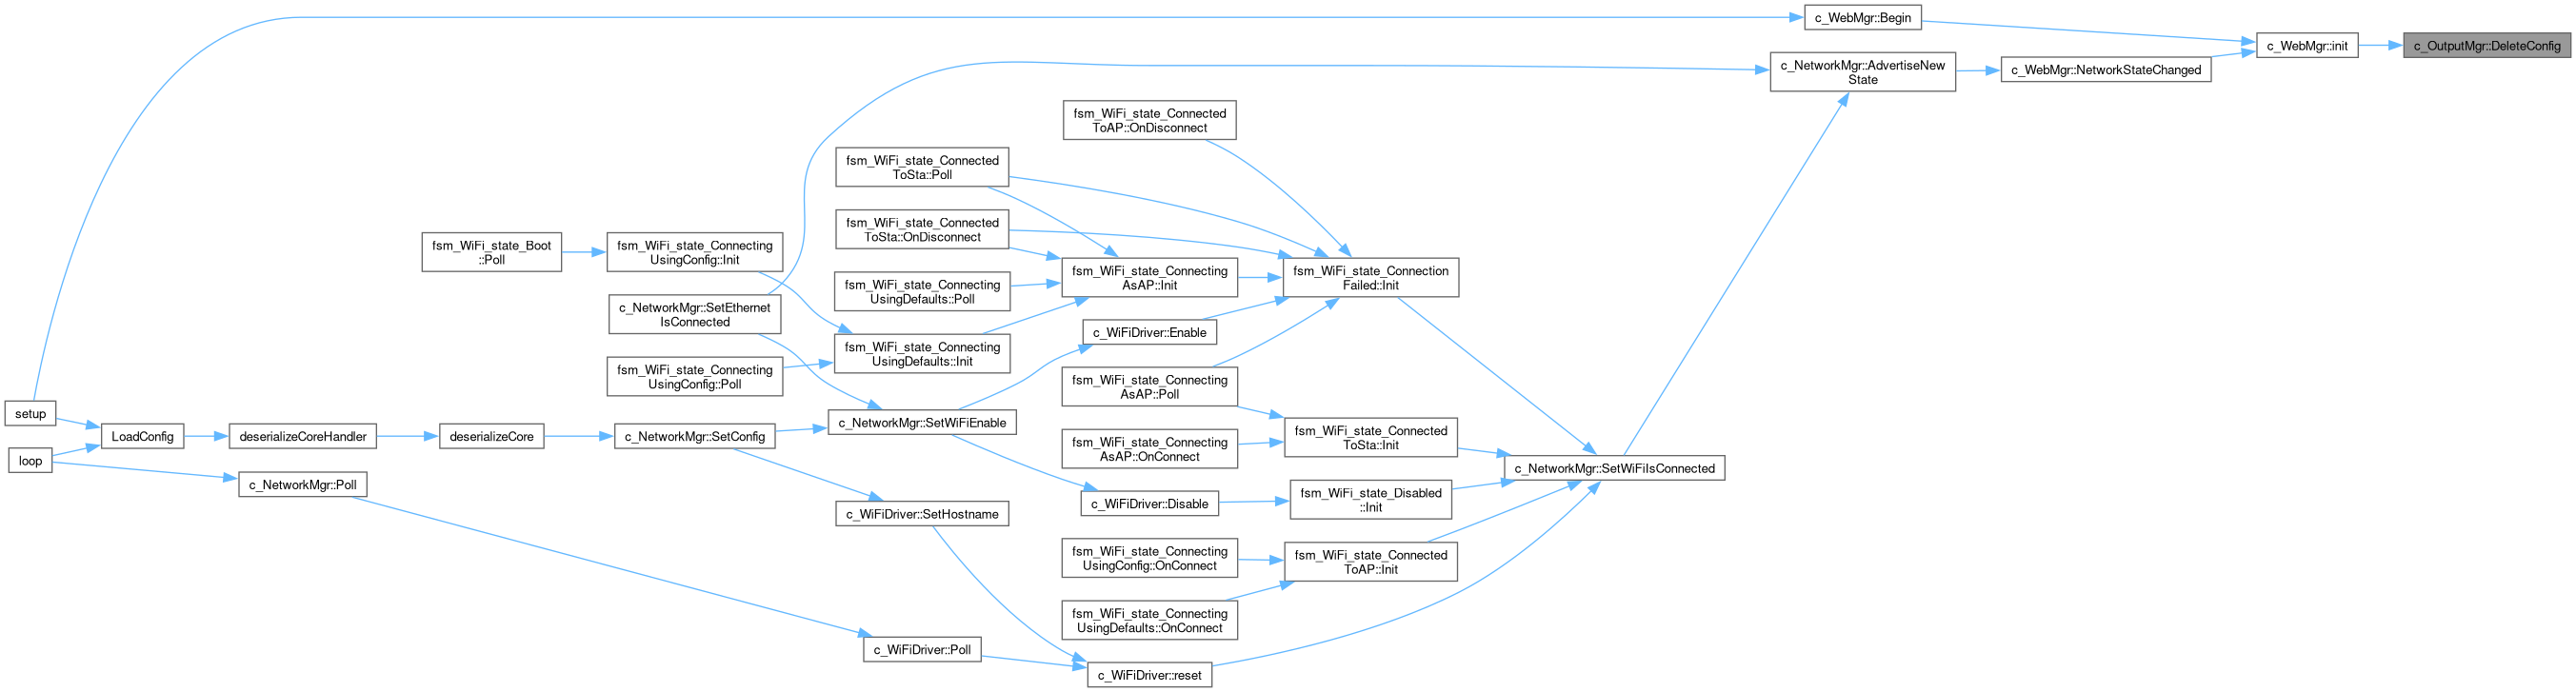 c_WebMgr::Begin
c_OutputMgr::DeleteConfig
c_WebMgr::init
c_NetworkMgr::AdvertiseNew
State
c_WebMgr::NetworkStateChanged
fsm_WiFi_state_Connected
ToAP::OnDisconnect
fsm_WiFi_state_Connected
ToSta::Poll
fsm_WiFi_state_Connected
ToSta::OnDisconnect
fsm_WiFi_state_Boot
::Poll
fsm_WiFi_state_Connecting
UsingConfig::Init
fsm_WiFi_state_Connecting
UsingDefaults::Poll
fsm_WiFi_state_Connecting
AsAP::Init
fsm_WiFi_state_Connection
Failed::Init
c_NetworkMgr::SetEthernet
IsConnected
c_WiFiDriver::Enable
fsm_WiFi_state_Connecting
UsingDefaults::Init
fsm_WiFi_state_Connecting
UsingConfig::Poll
fsm_WiFi_state_Connecting
AsAP::Poll
setup
c_NetworkMgr::SetWiFiEnable
LoadConfig
deserializeCoreHandler
deserializeCore
c_NetworkMgr::SetConfig
fsm_WiFi_state_Connected
ToSta::Init
fsm_WiFi_state_Connecting
AsAP::OnConnect
loop
c_NetworkMgr::SetWiFiIsConnected
c_NetworkMgr::Poll
fsm_WiFi_state_Disabled
::Init
c_WiFiDriver::Disable
c_WiFiDriver::SetHostname
fsm_WiFi_state_Connecting
UsingConfig::OnConnect
fsm_WiFi_state_Connected
ToAP::Init
fsm_WiFi_state_Connecting
UsingDefaults::OnConnect
c_WiFiDriver::Poll
c_WiFiDriver::reset